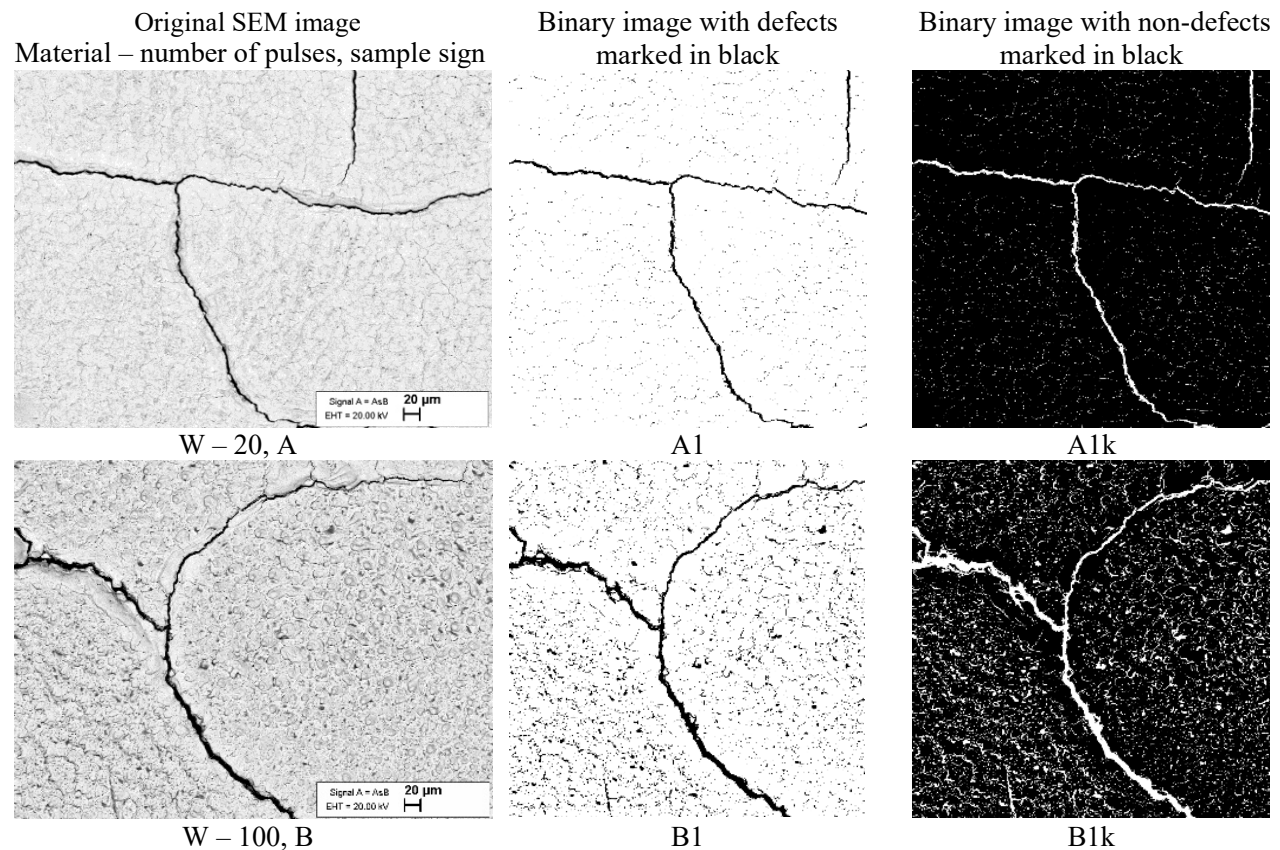 Original SEM image
Material – number of pulses, sample sign
Binary image with defects
marked in black
Binary image with non-defects
marked in black
Signal A = AsB
EHT = 20.00 kV
20 µm
W – 20, A
A1
A1k
Signal A = AsB
EHT = 20.00 kV
20 µm
W – 100, B
B1
B1k